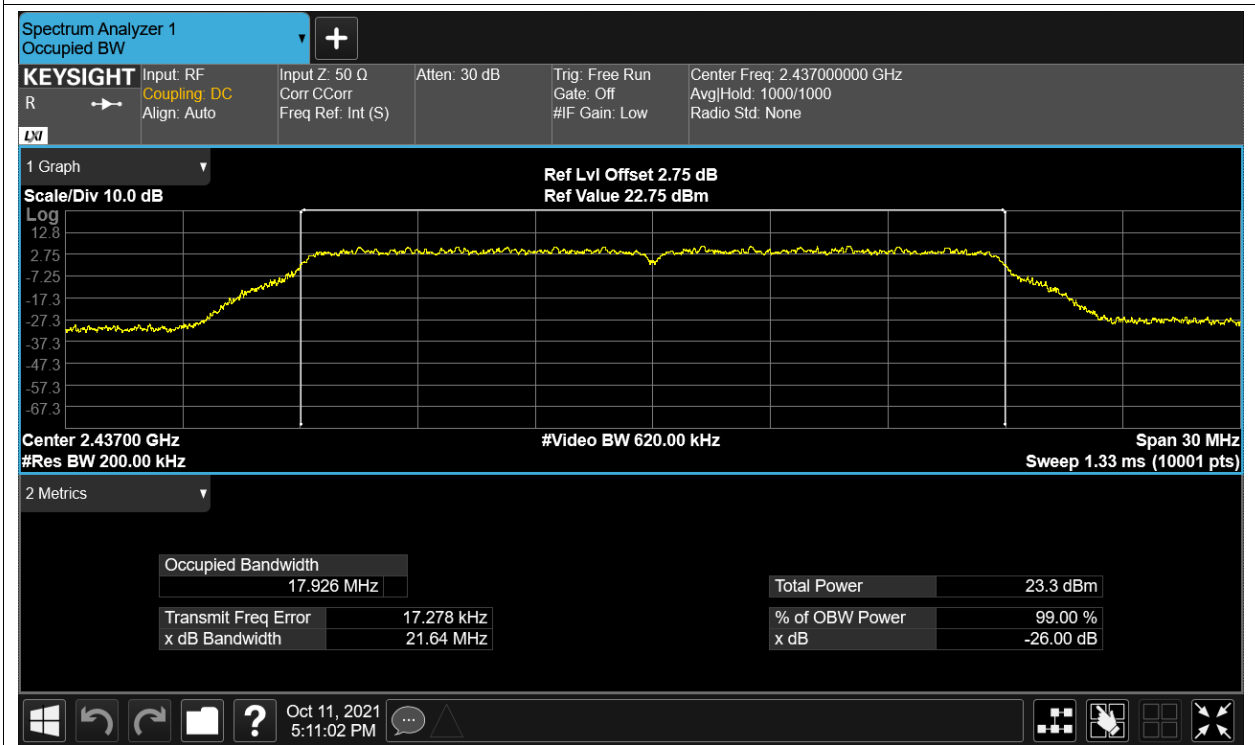 Spectrum Analyzer 1
Occupied BW
KEYSIGHT
R
LXI
Input: RF
Coupling: DC
Align: Auto
Input Z: 50 Ω
Corr CCorr
Freq Ref: Int (S)
Atten: 30 dB
Trig: Free Run
Gate: Off
#IF Gain: Low
Center Freq: 2.437000000 GHz
Avg|Hold: 1000/1000
Radio Std: None
1 Graph
Scale/Div 10.0 dB
Ref Lvl Offset 2.75 dB
Ref Value 22.75 dBm
Log
12.8
2.75
-7.25
-17.3
-27.3
-37.3
-47.3
-57.3
-67.3
Center 2.43700 GHz
#Video BW 620.00 kHz
Span 30 MHz
#Res BW 200.00 kHz
Sweep 1.33 ms (10001 pts)
2 Metrics
Occupied Bandwidth
17.926 MHz
Total Power 23.3 dBm
Transmit Freq Error 17.278 kHz
% of OBW Power 99.00 %
x dB Bandwidth 21.64 MHz
x dB -26.00 dB
?
Oct 11, 2021
5:11:02 PM